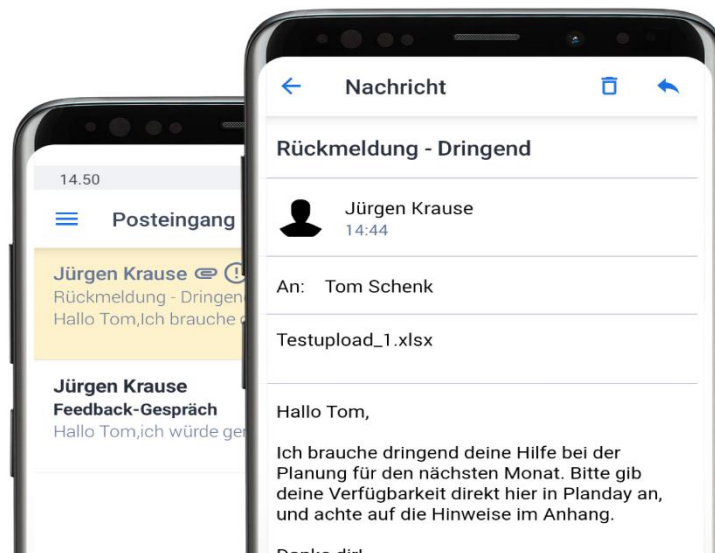 14.50
Posteingang
Jürgen Krause
Rückmeldung - Dringen
Hallo Tom,Ich brauche
Jürgen Krause
Feedback-Gespräch
Hallo Tom,ich würde ger
Nachricht
Rückmeldung - Dringend
Jürgen Krause
14:44
An: Tom Schenk
Testupload_1.xlsx
Hallo Tom,
Ich brauche dringend deine Hilfe bei der
Planung für den nächsten Monat. Bitte gib
deine Verfügbarkeit direkt hier in Planday an,
und achte auf die Hinweise im Anhang.